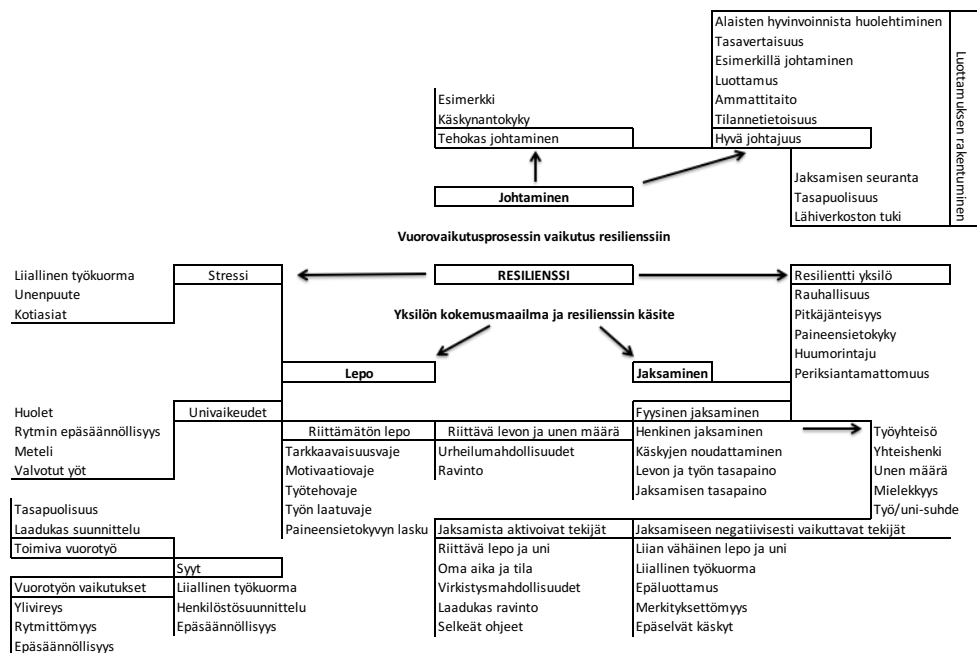 Alaisten hyvinvoinnista huolehtiminen
Tasavertaisuus
Esimerkillä johtaminen
Luottamus
Ammattitaito
Tilannetietoisuus
Hyvä johtajuus
Luottamuksen rakentuminen
Esimerkki
Käskynantokyky
Tehokas johtaminen
Jaksamisen seuranta
Tasapuolisuus
Lähiverkoston tuki
Johtaminen
Vuorovaikutusprosessin vaikutus resilienssiin
Liiallinen työkuorma
Unenpuute
Kotiasiat
Stressi
RESILIENSSI
Resilientti yksilö
Rauhallisuus
Pitkäjänteisyys
Paineensietokyky
Huumorintaju
Periksiantamattomuus
Yksilön kokemusmaailma ja resilienssin käsite
Lepo
Jaksaminen
Huolet
Rytmin epäsäännöllisyys
Meteli
Valvotut yöt
Univaikeudet
Riittämätön lepo
Tarkkaavaisuusvaje
Motivaatiovaje
Työtehovaje
Työn laatuvaje
Paineensietokyvyn lasku
Riittävä levon ja unen määrä
Urheilumahdollisuudet
Ravinto
Fyysinen jaksaminen
Henkinen jaksaminen
Käskyjen noudattaminen
Levon ja työn tasapaino
Jaksamisen tasapaino
Työyhteisö
Yhteishenki
Unen määrä
Mielekkyys
Työ/uni-suhde
Tasapuolisuus
Laadukas suunnittelu
Toimiva vuorotyö
Syyt
Liiallinen työkuorma
Henkilöstösuunnittelu
Epäsäännöllisyys
Vuorotyön vaikutukset
Ylivireys
Rytmittömyys
Epäsäännöllisyys
Jaksamista aktivoivat tekijät
Riittävä lepo ja uni
Oma aika ja tila
Virkistysmahdollisuudet
Laadukas ravinto
Selkeät ohjeet
Jaksamiseen negatiivisesti vaikuttavat tekijät
Liian vähäinen lepo ja uni
Liiallinen työkuorma
Epäluottamus
Merkityksettömyys
Epäselvät käskyt